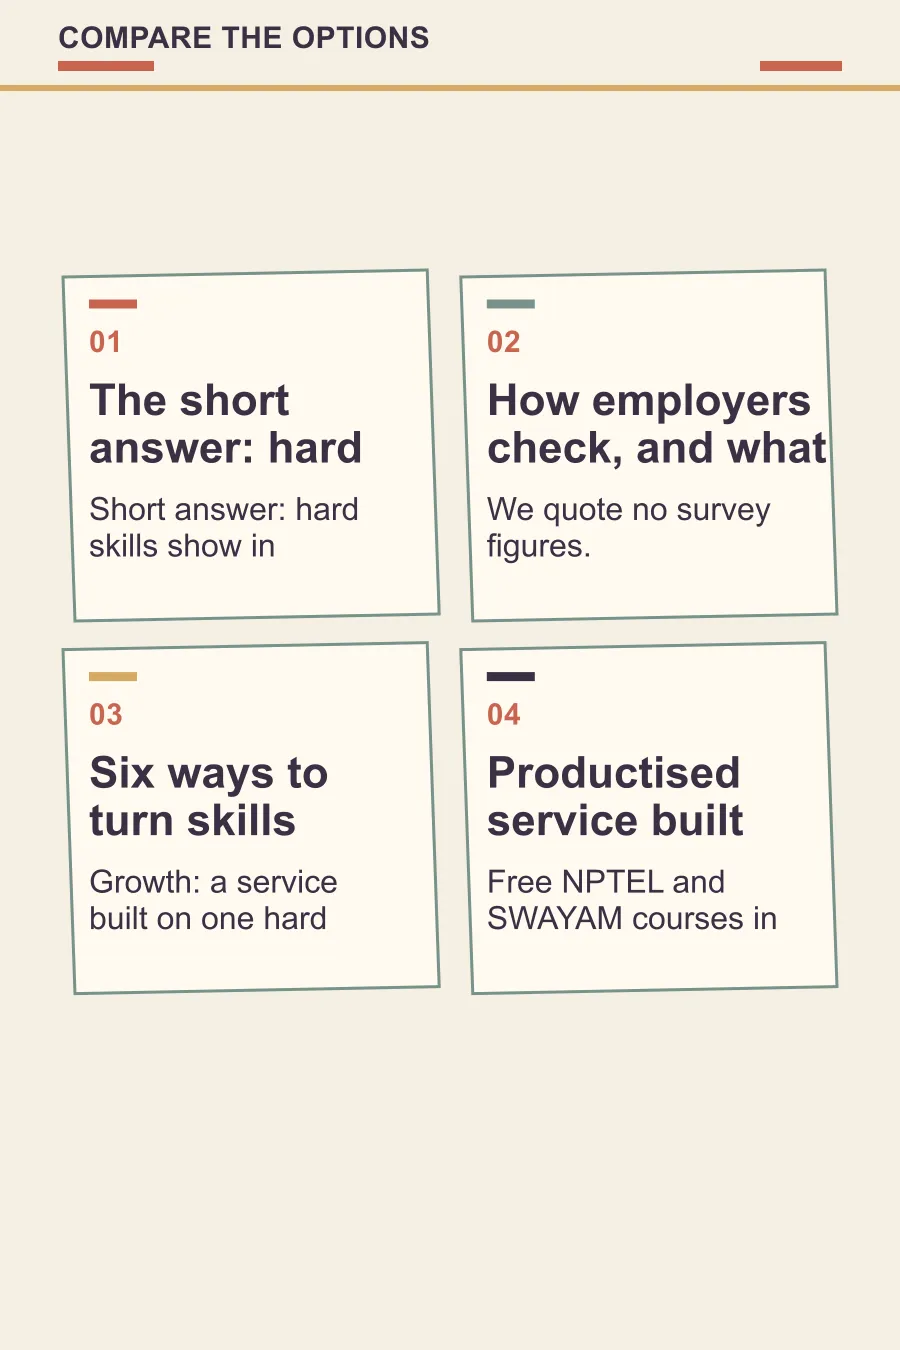 COMPARE THE OPTIONS
01
The short
answer: hard
Short answer: hard
skills show in
02
How employers
check, and what
We quote no survey
figures.
03
Six ways to
turn skills
Growth: a service
built on one hard
04
Productised
service built
Free NPTEL and
SWAYAM courses in